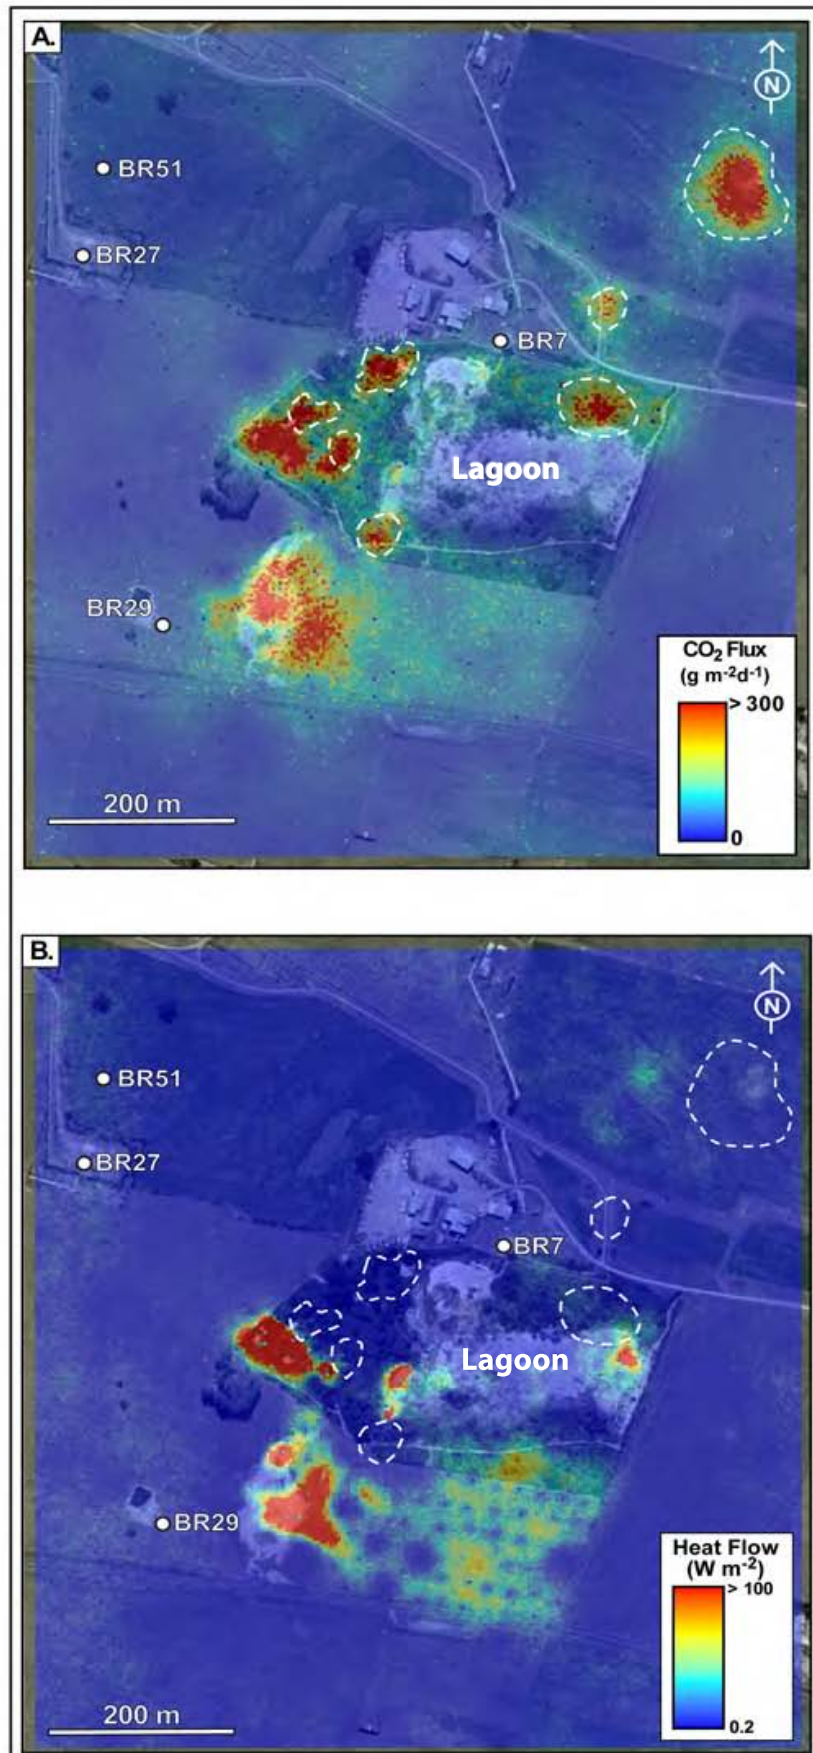 A.
N
BR51
BR27
BR7
Lagoon
BR29
CO₂ Flux
(g m⁻²d⁻¹)
> 300
0
200 m
B.
N
BR51
BR27
BR7
Lagoon
BR29
Heat Flow
(W m⁻²)
> 100
0.2
200 m